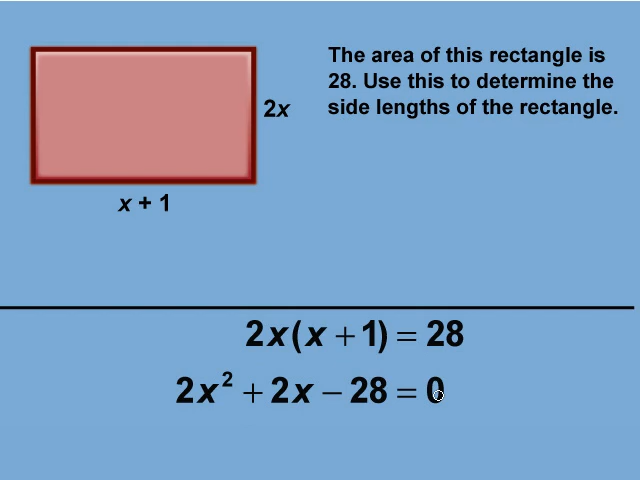 The area of this rectangle is
28. Use this to determine the
side lengths of the rectangle.
2x
x + 1
2x(x + 1) = 28
2x² + 2x − 28 = 0